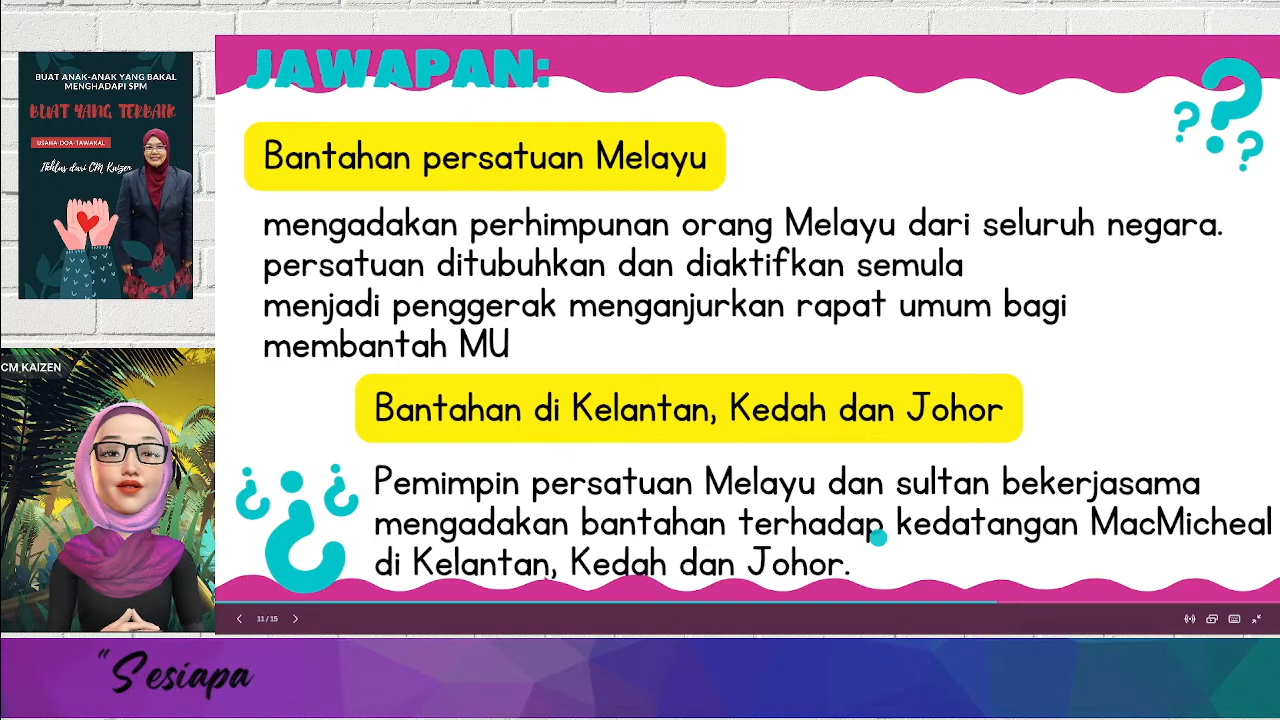 BUAT ANAK-ANAK YANG BAKAL
MENGHADAPI SPM
BUAT YANG TERBAIK
USAHA-DOA-TAWAKAL
Ikhlas dari CM Kaizen
CM KAIZEN
JAWAPAN:
Bantahan persatuan Melayu
mengadakan perhimpunan orang Melayu dari seluruh negara.
persatuan ditubuhkan dan diaktifkan semula
menjadi penggerak menganjurkan rapat umum bagi
membantah MU
Bantahan di Kelantan, Kedah dan Johor
Pemimpin persatuan Melayu dan sultan bekerjasama
mengadakan bantahan terhadap kedatangan MacMicheal
di Kelantan, Kedah dan Johor.
11/15
"Sesiapa